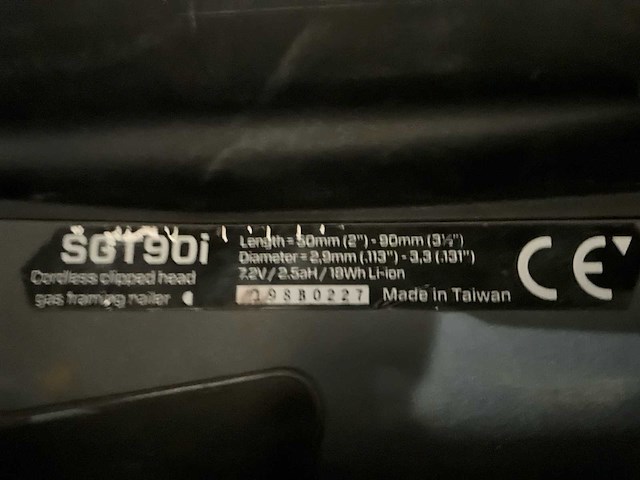 SGT90i
Cordless clipped head
gas framing nailer
Length = 50mm (2") - 90mm (3½")
Diameter = 2.9mm (.113") - 3.3 (.131")
7.2V / 2.5aH / 18Wh Li-ion
19SB0227 Made in Taiwan
CE